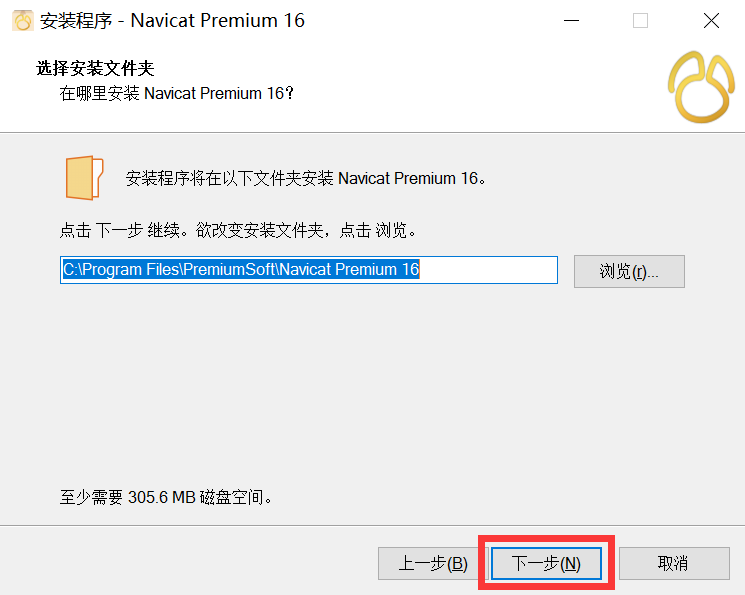 安装程序 - Navicat Premium 16
选择安装文件夹
在哪里安装 Navicat Premium 16?
安装程序将在以下文件夹安装 Navicat Premium 16。
点击 下一步 继续。欲改变安装文件夹，点击 浏览。
C:\Program Files\PremiumSoft\Navicat Premium 16
浏览(r)...
至少需要 305.6 MB 磁盘空间。
上一步(B) 下一步(N) 取消